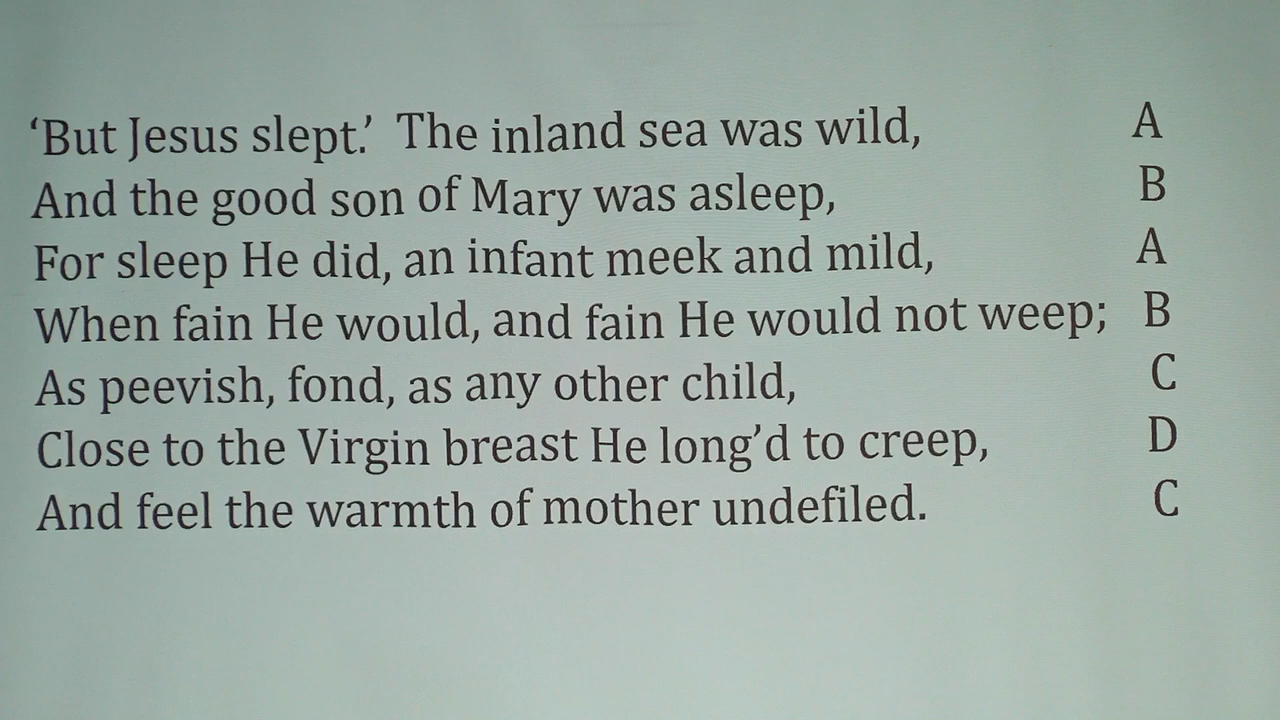 ‘But Jesus slept.’ The inland sea was wild, A
And the good son of Mary was asleep, B
For sleep He did, an infant meek and mild, A
When fain He would, and fain He would not weep; B
As peevish, fond, as any other child, C
Close to the Virgin breast He long’d to creep, D
And feel the warmth of mother undefiled. C